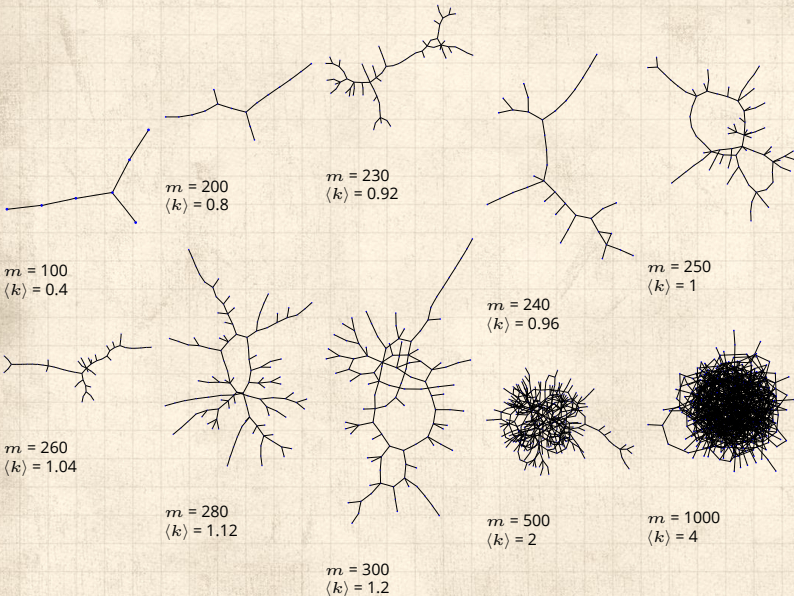 m = 100
⟨k⟩ = 0.4
m = 200
⟨k⟩ = 0.8
m = 230
⟨k⟩ = 0.92
m = 240
⟨k⟩ = 0.96
m = 250
⟨k⟩ = 1
m = 260
⟨k⟩ = 1.04
m = 280
⟨k⟩ = 1.12
m = 300
⟨k⟩ = 1.2
m = 500
⟨k⟩ = 2
m = 1000
⟨k⟩ = 4